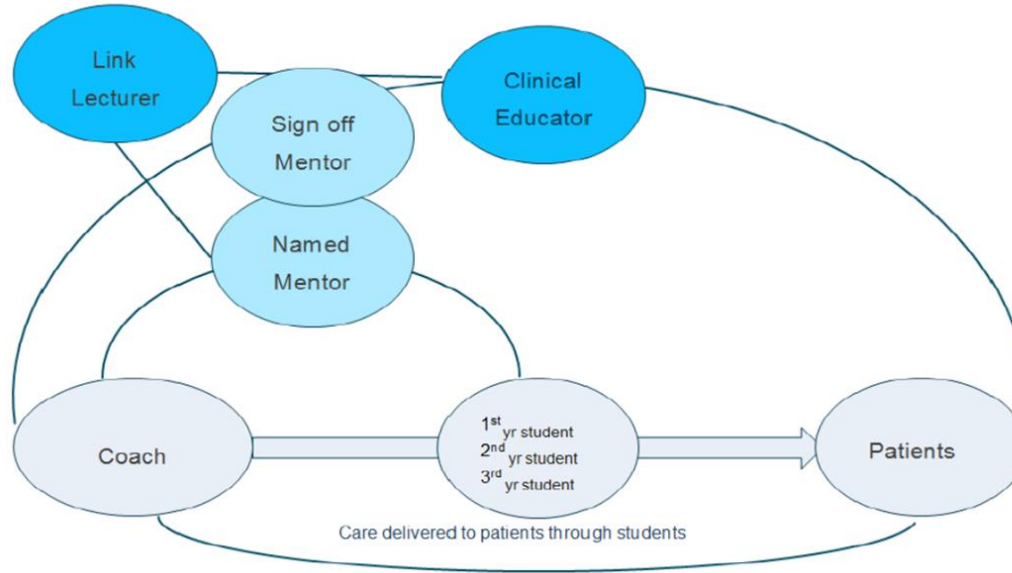 Link
Lecturer
Clinical
Educator
Sign off
Mentor
Named
Mentor
Coach
1st yr student
2nd yr student
3rd yr student
Patients
Care delivered to patients through students